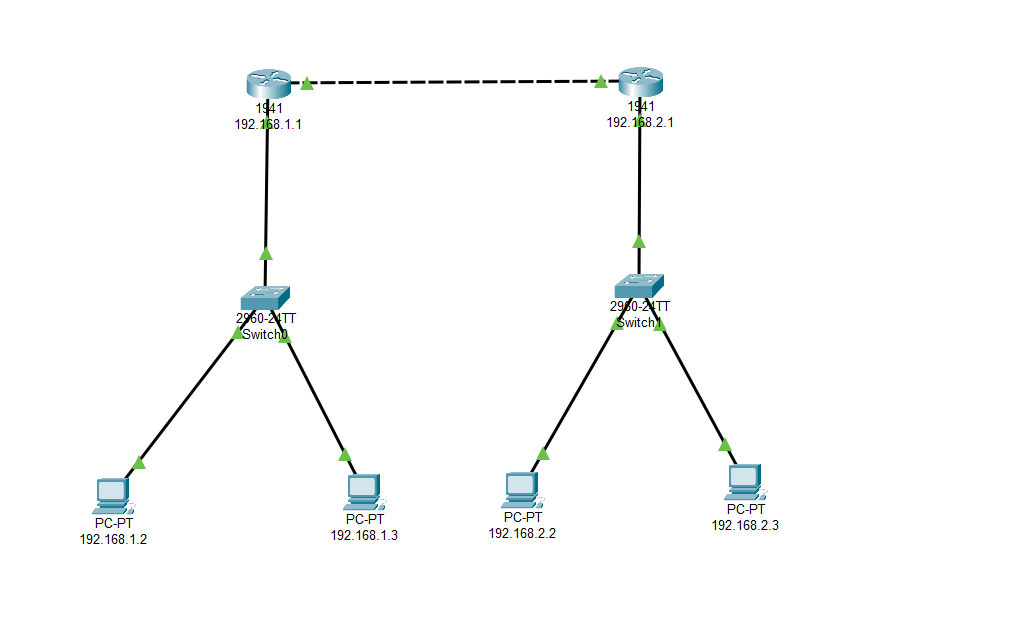 1941
192.168.1.1
1941
192.168.2.1
2960-24TT
Switch0
2960-24TT
Switch1
PC-PT
192.168.1.2
PC-PT
192.168.1.3
PC-PT
192.168.2.2
PC-PT
192.168.2.3